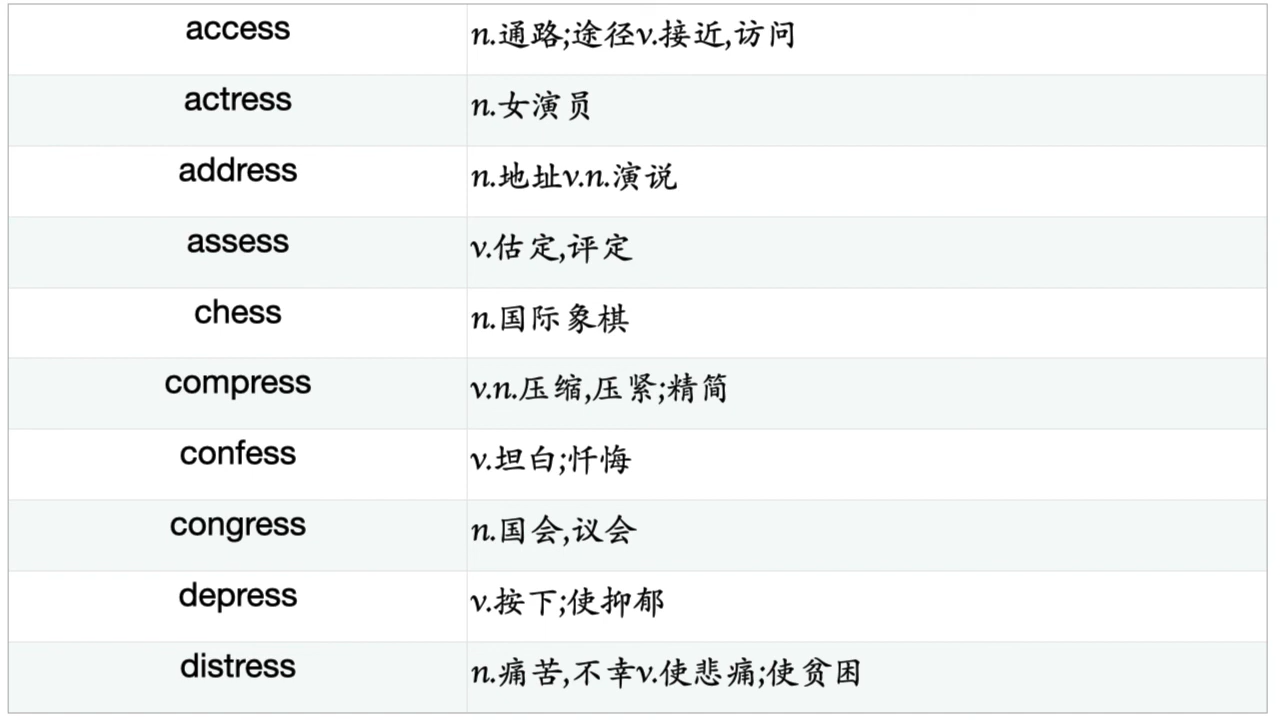 access n.通路;途径v.接近,访问
actress n.女演员
address n.地址v.n.演说
assess v.估定,评定
chess n.国际象棋
compress v.n.压缩,压紧;精简
confess v.坦白;忏悔
congress n.国会,议会
depress v.按下;使抑郁
distress n.痛苦,不幸v.使悲痛;使贫困